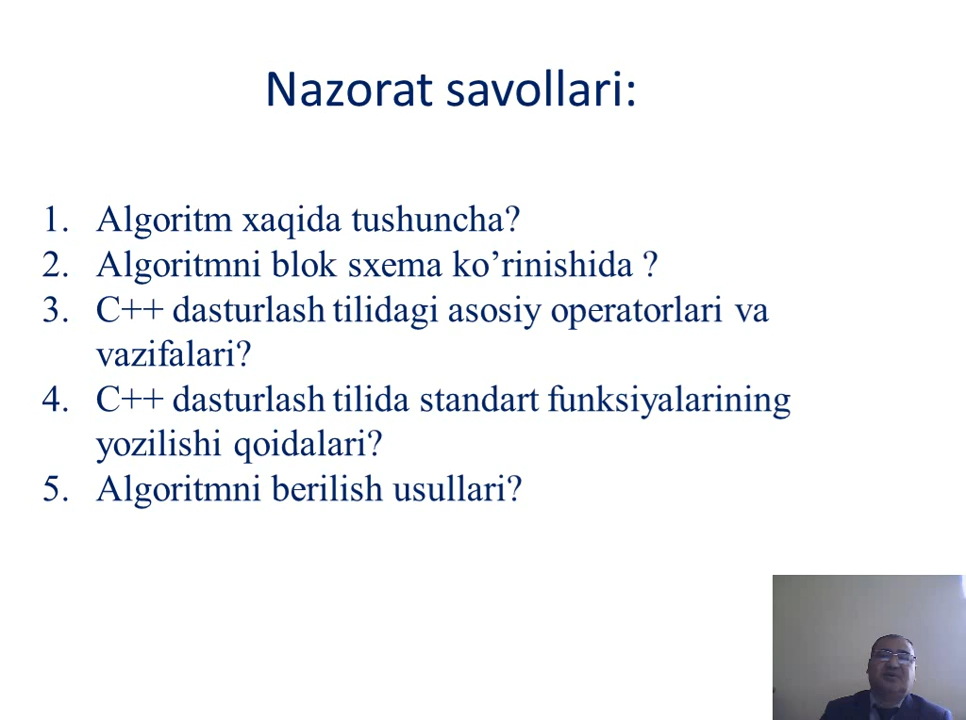 Nazorat savollari:
1. Algoritm xaqida tushuncha?
2. Algoritmni blok sxema ko’rinishida ?
3. C++ dasturlash tilidagi asosiy operatorlari va
vazifalari?
4. C++ dasturlash tilida standart funksiyalarining
yozilishi qoidalari?
5. Algoritmni berilish usullari?